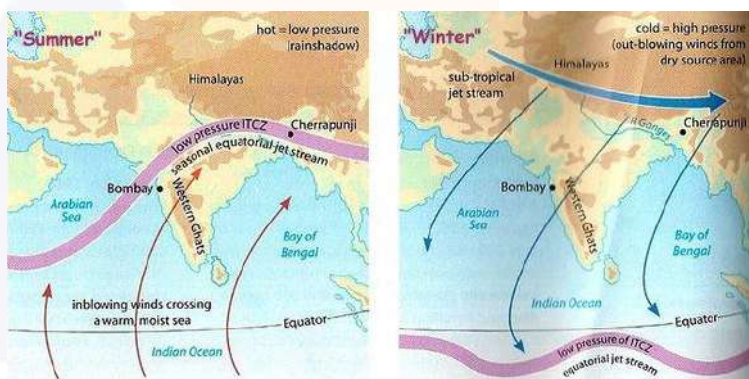 "Summer"
hot = low pressure
(rainshadow)
Himalayas
low pressure ITCZ
seasonal equatorial jet stream
Cherrapunji
Bombay
Western Ghats
Arabian
Sea
Bay of
Bengal
inblowing winds crossing
a warm, moist sea
Equator
Indian Ocean
"Winter"
cold = high pressure
(out-blowing winds from
dry source area)
sub-tropical
jet stream
Himalayas
R Ganges
Cherrapunji
Bombay
Western Ghats
Arabian
Sea
Bay of
Bengal
Indian Ocean
Equator
low pressure of ITCZ
equatorial jet stream